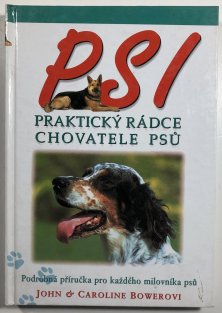 PSI
PRAKTICKÝ RÁDCE
CHOVATELE PSŮ
Podrobná příručka pro každého milovníka psů
JOHN & CAROLINE BOWEROVI